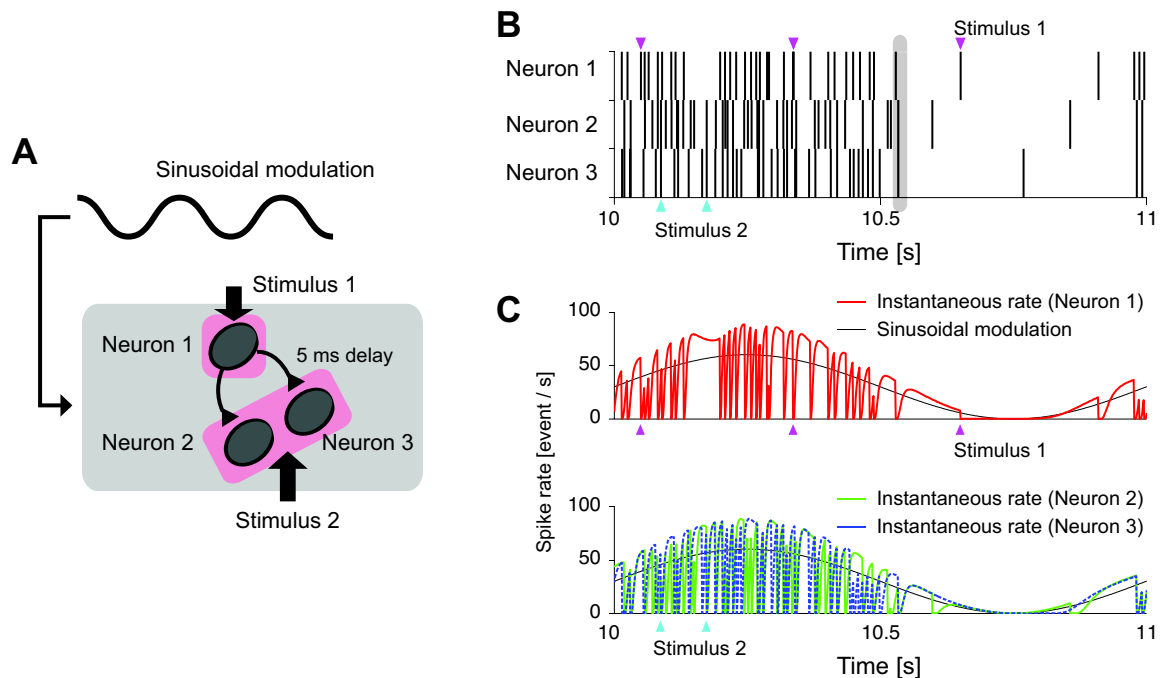 A
Sinusoidal modulation
Stimulus 1
Neuron 1
5 ms delay
Neuron 2
Neuron 3
Stimulus 2
B
Stimulus 1
Neuron 1
Neuron 2
Neuron 3
10
10.5
11
Stimulus 2
Time [s]
C
Instantaneous rate (Neuron 1)
Sinusoidal modulation
100
50
0
Stimulus 1
Spike rate [event / s]
Instantaneous rate (Neuron 2)
Instantaneous rate (Neuron 3)
100
50
0
10
10.5
11
Stimulus 2
Time [s]